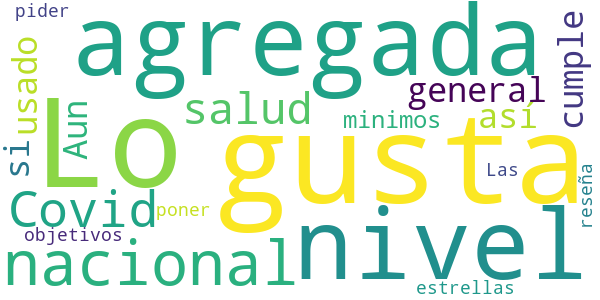 pider
agregada
usado
cumple
general
Lo
salud
Aun
minimos
así
si
gusta
Las
reseña
Covid
poner
nivel
objetivos
nacional
estrellas